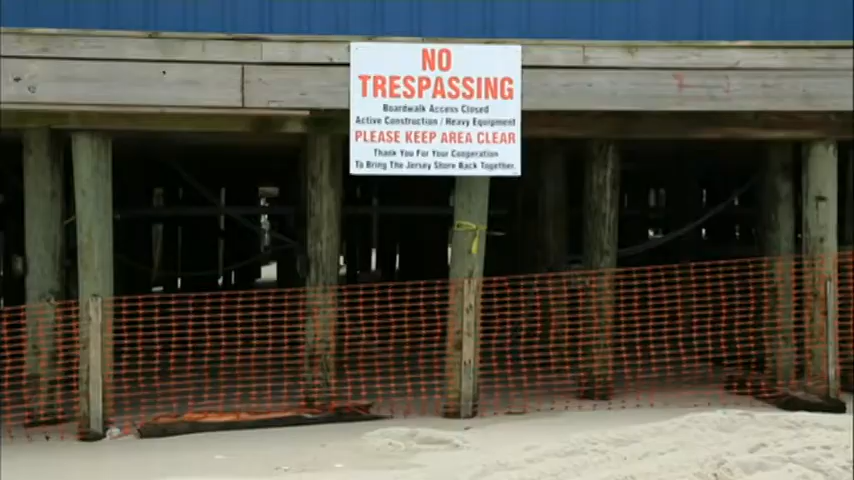 NO
TRESPASSING
Boardwalk Access Closed
Active Construction / Heavy Equipment
PLEASE KEEP AREA CLEAR
Thank You For Your Cooperation
To Bring The Jersey Shore Back Together.